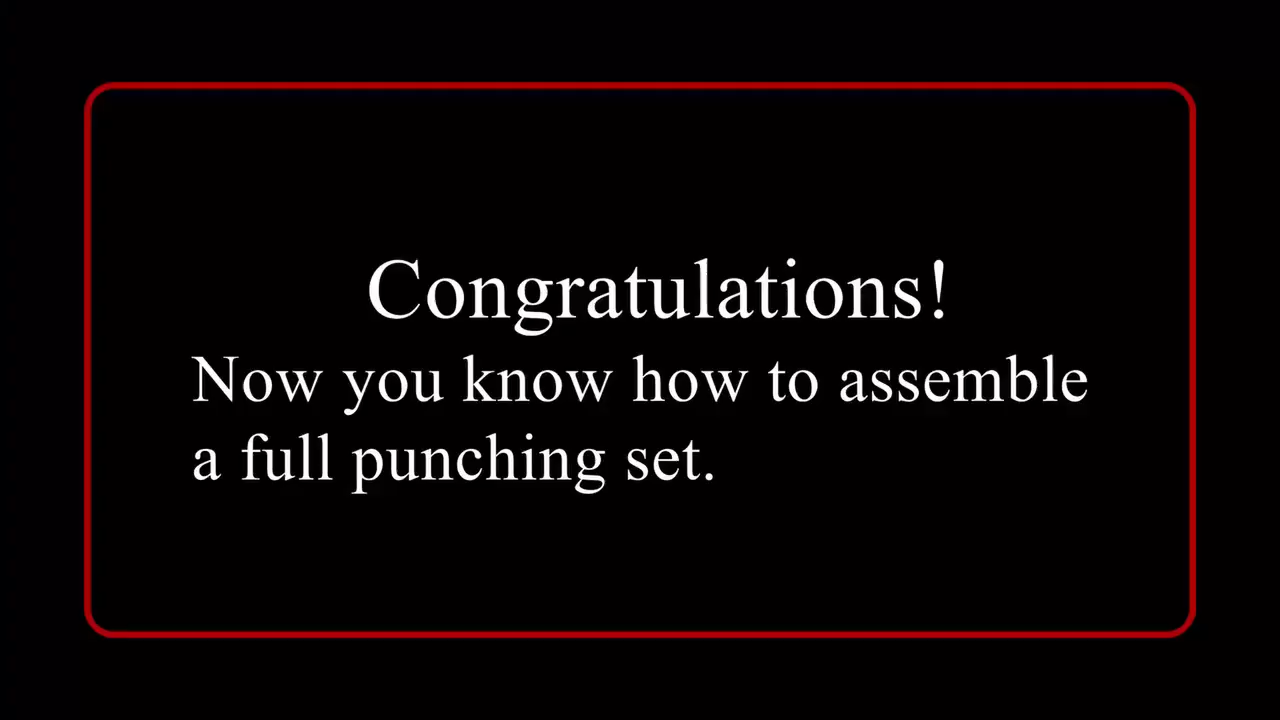 Congratulations!
Now you know how to assemble
a full punching set.